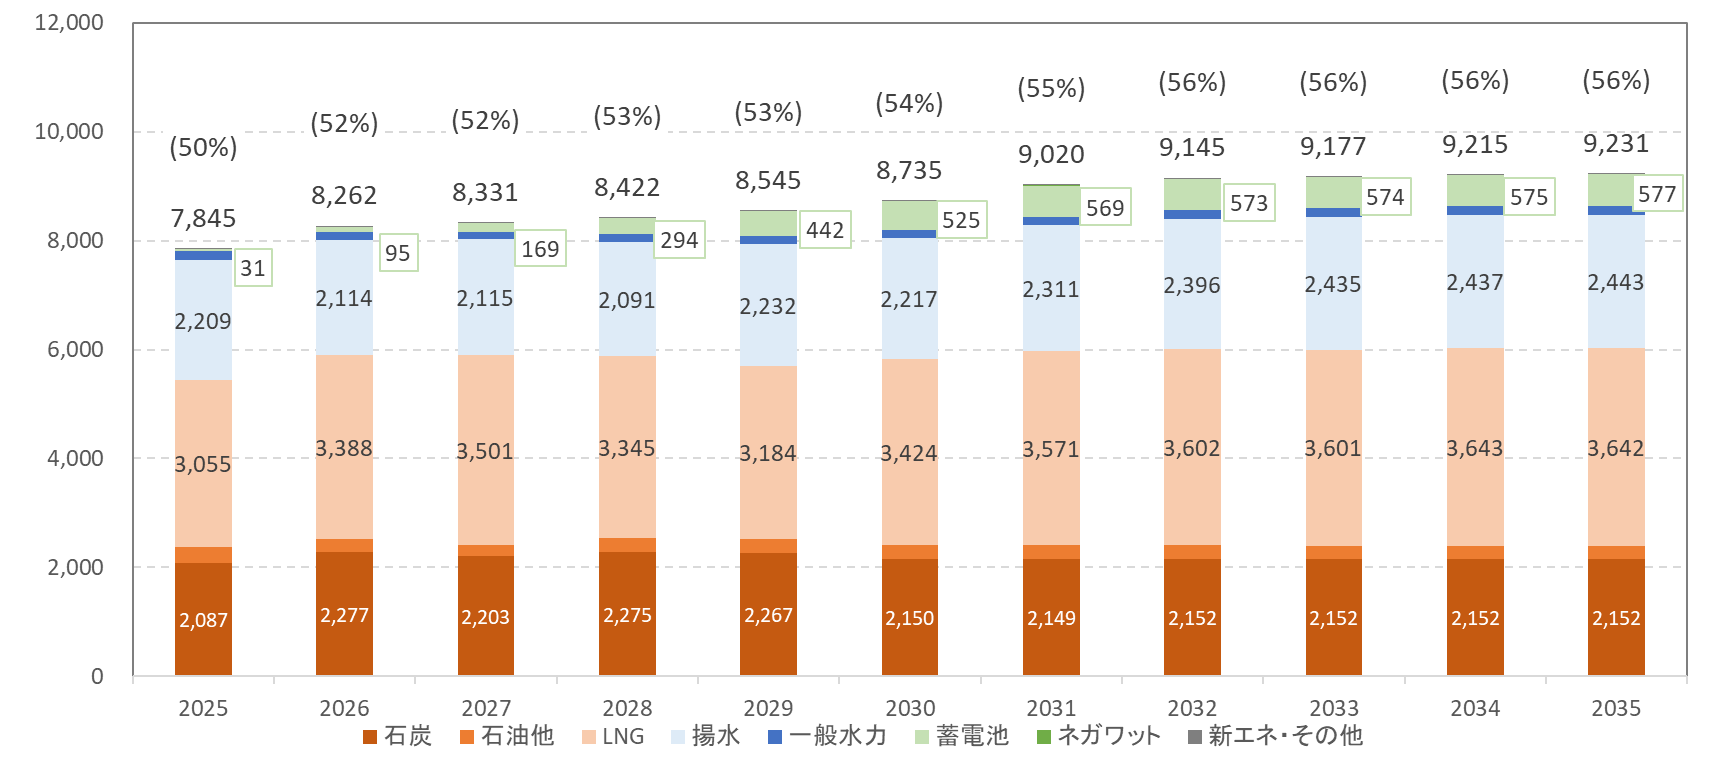 12,000
10,000
8,000
6,000
4,000
2,000
0
(50%) (52%) (52%) (53%) (53%) (54%) (55%) (56%) (56%) (56%) (56%)
7,845 8,262 8,331 8,422 8,545 8,735 9,020 9,145 9,177 9,215 9,231
31 95 169 294 442 525 569 573 574 575 577
2,209 2,114 2,115 2,091 2,232 2,217 2,311 2,396 2,435 2,437 2,443
3,055 3,388 3,501 3,345 3,184 3,424 3,571 3,602 3,601 3,643 3,642
2,087 2,277 2,203 2,275 2,267 2,150 2,149 2,152 2,152 2,152 2,152
2025 2026 2027 2028 2029 2030 2031 2032 2033 2034 2035
石炭 石油他 LNG 揚水 一般水力 蓄電池 ネガワット 新エネ・その他